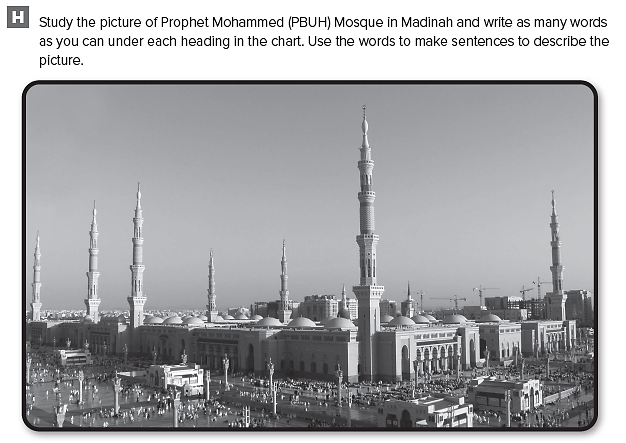 H Study the picture of Prophet Mohammed (PBUH) Mosque in Madinah and write as many words
as you can under each heading in the chart. Use the words to make sentences to describe the
picture.